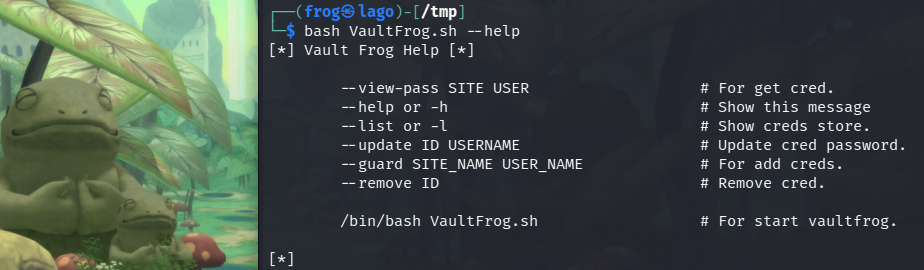 ┌──(frog㉿lago)-[/tmp]
└─$ bash VaultFrog.sh --help
[*] Vault Frog Help [*]
--view-pass SITE USER # For get cred.
--help or -h # Show this message
--list or -l # Show creds store.
--update ID USERNAME # Update cred password.
--guard SITE_NAME USER_NAME # For add creds.
--remove ID # Remove cred.
/bin/bash VaultFrog.sh # For start vaultfrog.
[*]